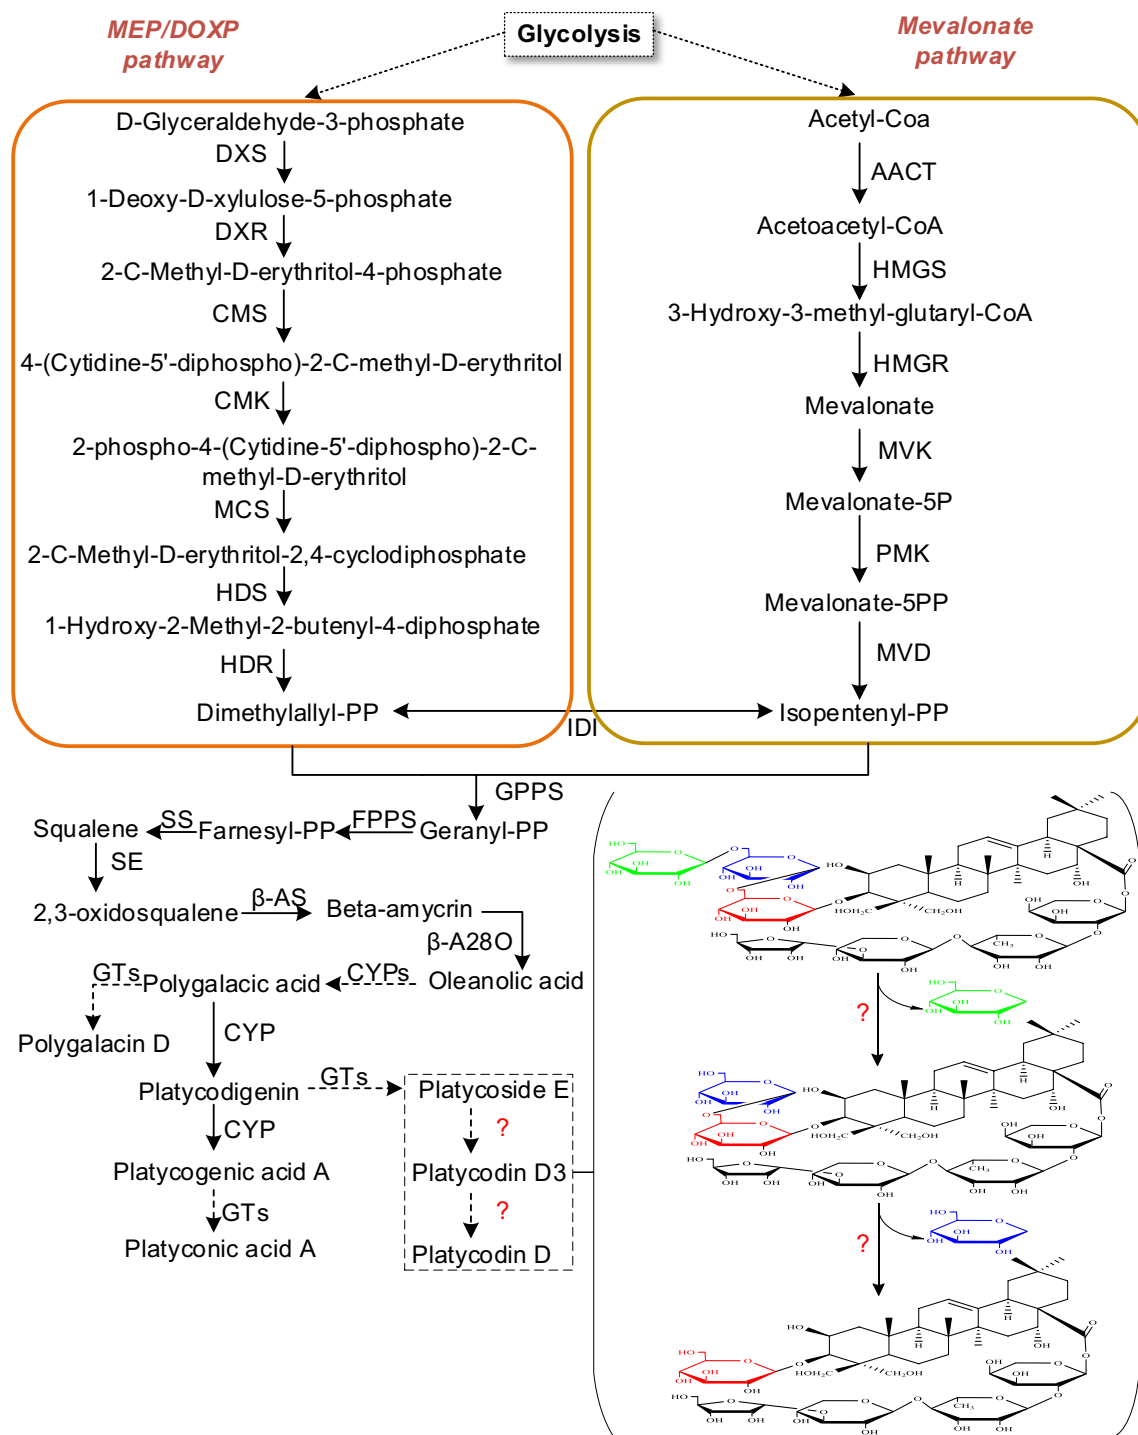 MEP/DOXP
pathway
Glycolysis
Mevalonate
pathway
D-Glyceraldehyde-3-phosphate
DXS
1-Deoxy-D-xylulose-5-phosphate
DXR
2-C-Methyl-D-erythritol-4-phosphate
CMS
4-(Cytidine-5'-diphospho)-2-C-methyl-D-erythritol
CMK
2-phospho-4-(Cytidine-5'-diphospho)-2-C-
methyl-D-erythritol
MCS
2-C-Methyl-D-erythritol-2,4-cyclodiphosphate
HDS
1-Hydroxy-2-Methyl-2-butenyl-4-diphosphate
HDR
Dimethylallyl-PP
Acetyl-Coa
AACT
Acetoacetyl-CoA
HMGS
3-Hydroxy-3-methyl-glutaryl-CoA
HMGR
Mevalonate
MVK
Mevalonate-5P
PMK
Mevalonate-5PP
MVD
Isopentenyl-PP
IDI
GPPS
Squalene
SS
Farnesyl-PP
FPPS
Geranyl-PP
SE
2,3-oxidosqualene
β-AS
Beta-amycrin
β-A28O
Oleanolic acid
CYPs
Polygalacic acid
GTs
Polygalacin D
CYP
Platycodigenin
GTs
CYP
Platycogenic acid A
GTs
Platyconic acid A
Platycoside E
?
Platycodin D3
?
Platycodin D
?
?